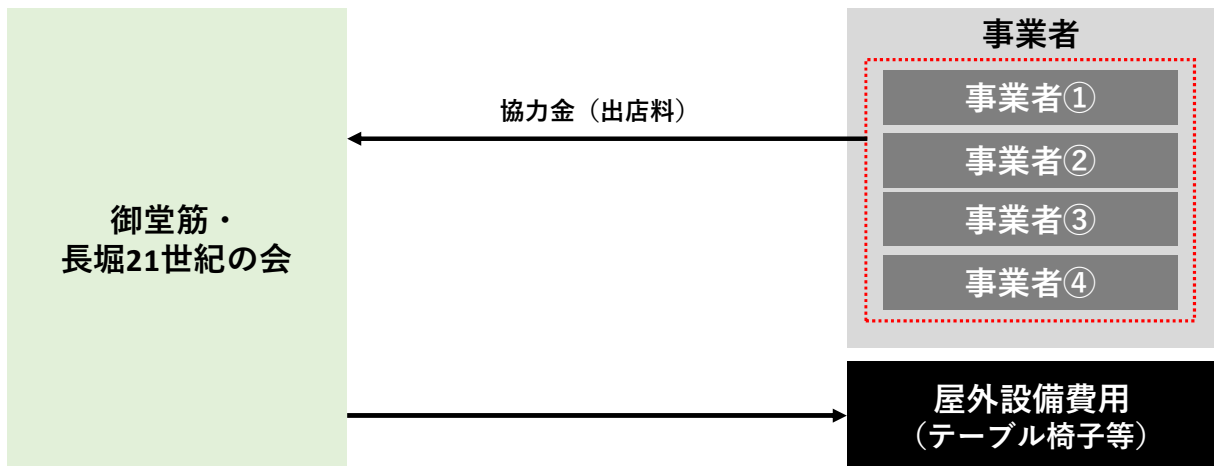 事業者
事業者①
協力金（出店料）
事業者②
御堂筋・
長堀21世紀の会
事業者③
事業者④
屋外設備費用
（テーブル椅子等）